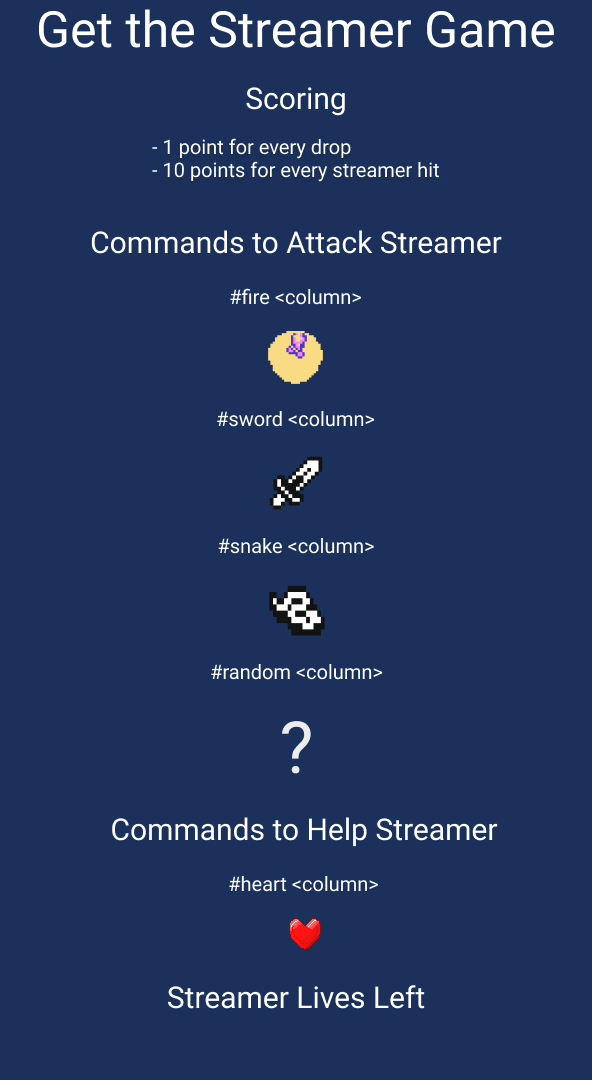 Get the Streamer Game
Scoring
- 1 point for every drop
- 10 points for every streamer hit
Commands to Attack Streamer
#fire <column>
#sword <column>
#snake <column>
#random <column>
?
Commands to Help Streamer
#heart <column>
Streamer Lives Left